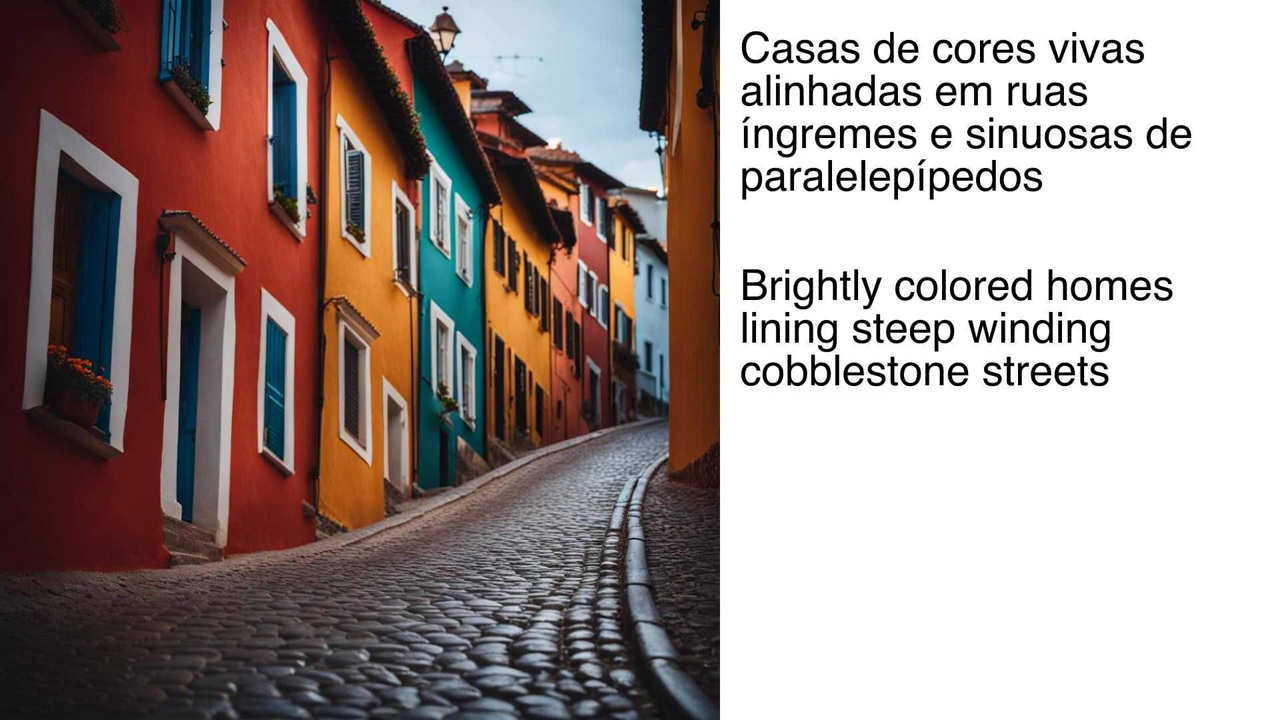 Casas de cores vivas
alinhadas em ruas
íngremes e sinuosas de
paralelepípedos
Brightly colored homes
lining steep winding
cobblestone streets